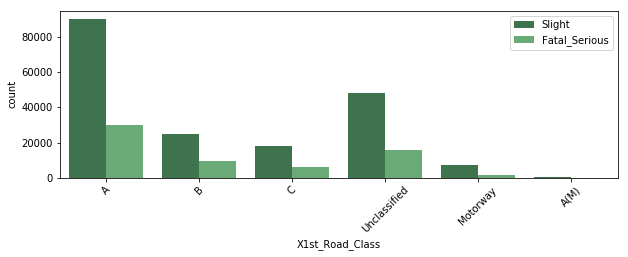 Slight
Fatal_Serious
80000
60000
40000
20000
0
count
A
B
C
Unclassified
Motorway
A(M)
X1st_Road_Class